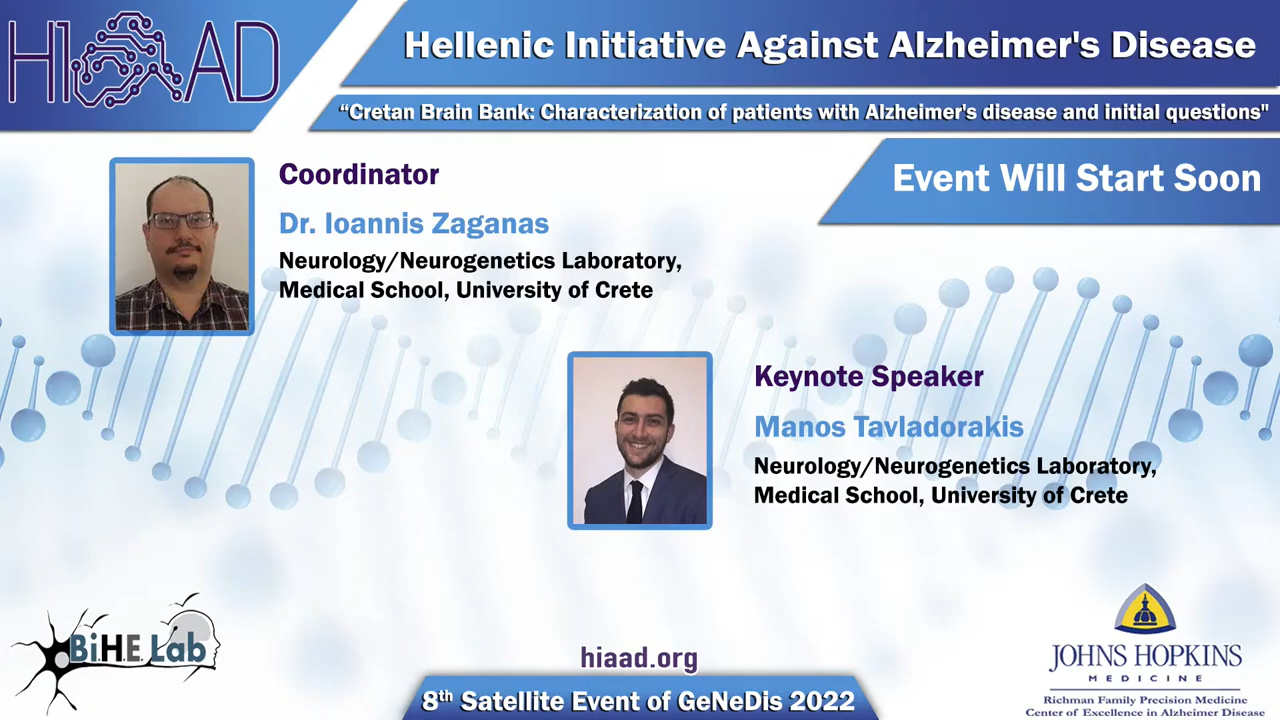 HIAAD
Hellenic Initiative Against Alzheimer's Disease
“Cretan Brain Bank: Characterization of patients with Alzheimer's disease and initial questions"
Event Will Start Soon
Coordinator
Dr. Ioannis Zaganas
Neurology/Neurogenetics Laboratory,
Medical School, University of Crete
Keynote Speaker
Manos Tavladorakis
Neurology/Neurogenetics Laboratory,
Medical School, University of Crete
BiH.E. Lab
hiaad.org
8th Satellite Event of GeNeDis 2022
JOHNS HOPKINS
MEDICINE
Richman Family Precision Medicine
Center of Excellence in Alzheimer Disease